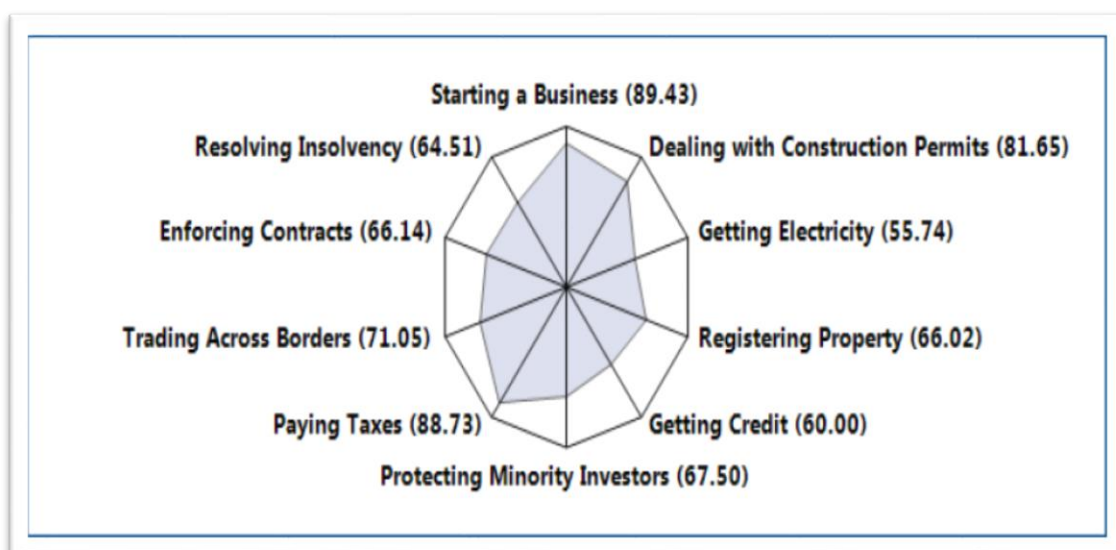 Starting a Business (89.43)
Resolving Insolvency (64.51)
Dealing with Construction Permits (81.65)
Enforcing Contracts (66.14)
Getting Electricity (55.74)
Trading Across Borders (71.05)
Registering Property (66.02)
Paying Taxes (88.73)
Getting Credit (60.00)
Protecting Minority Investors (67.50)